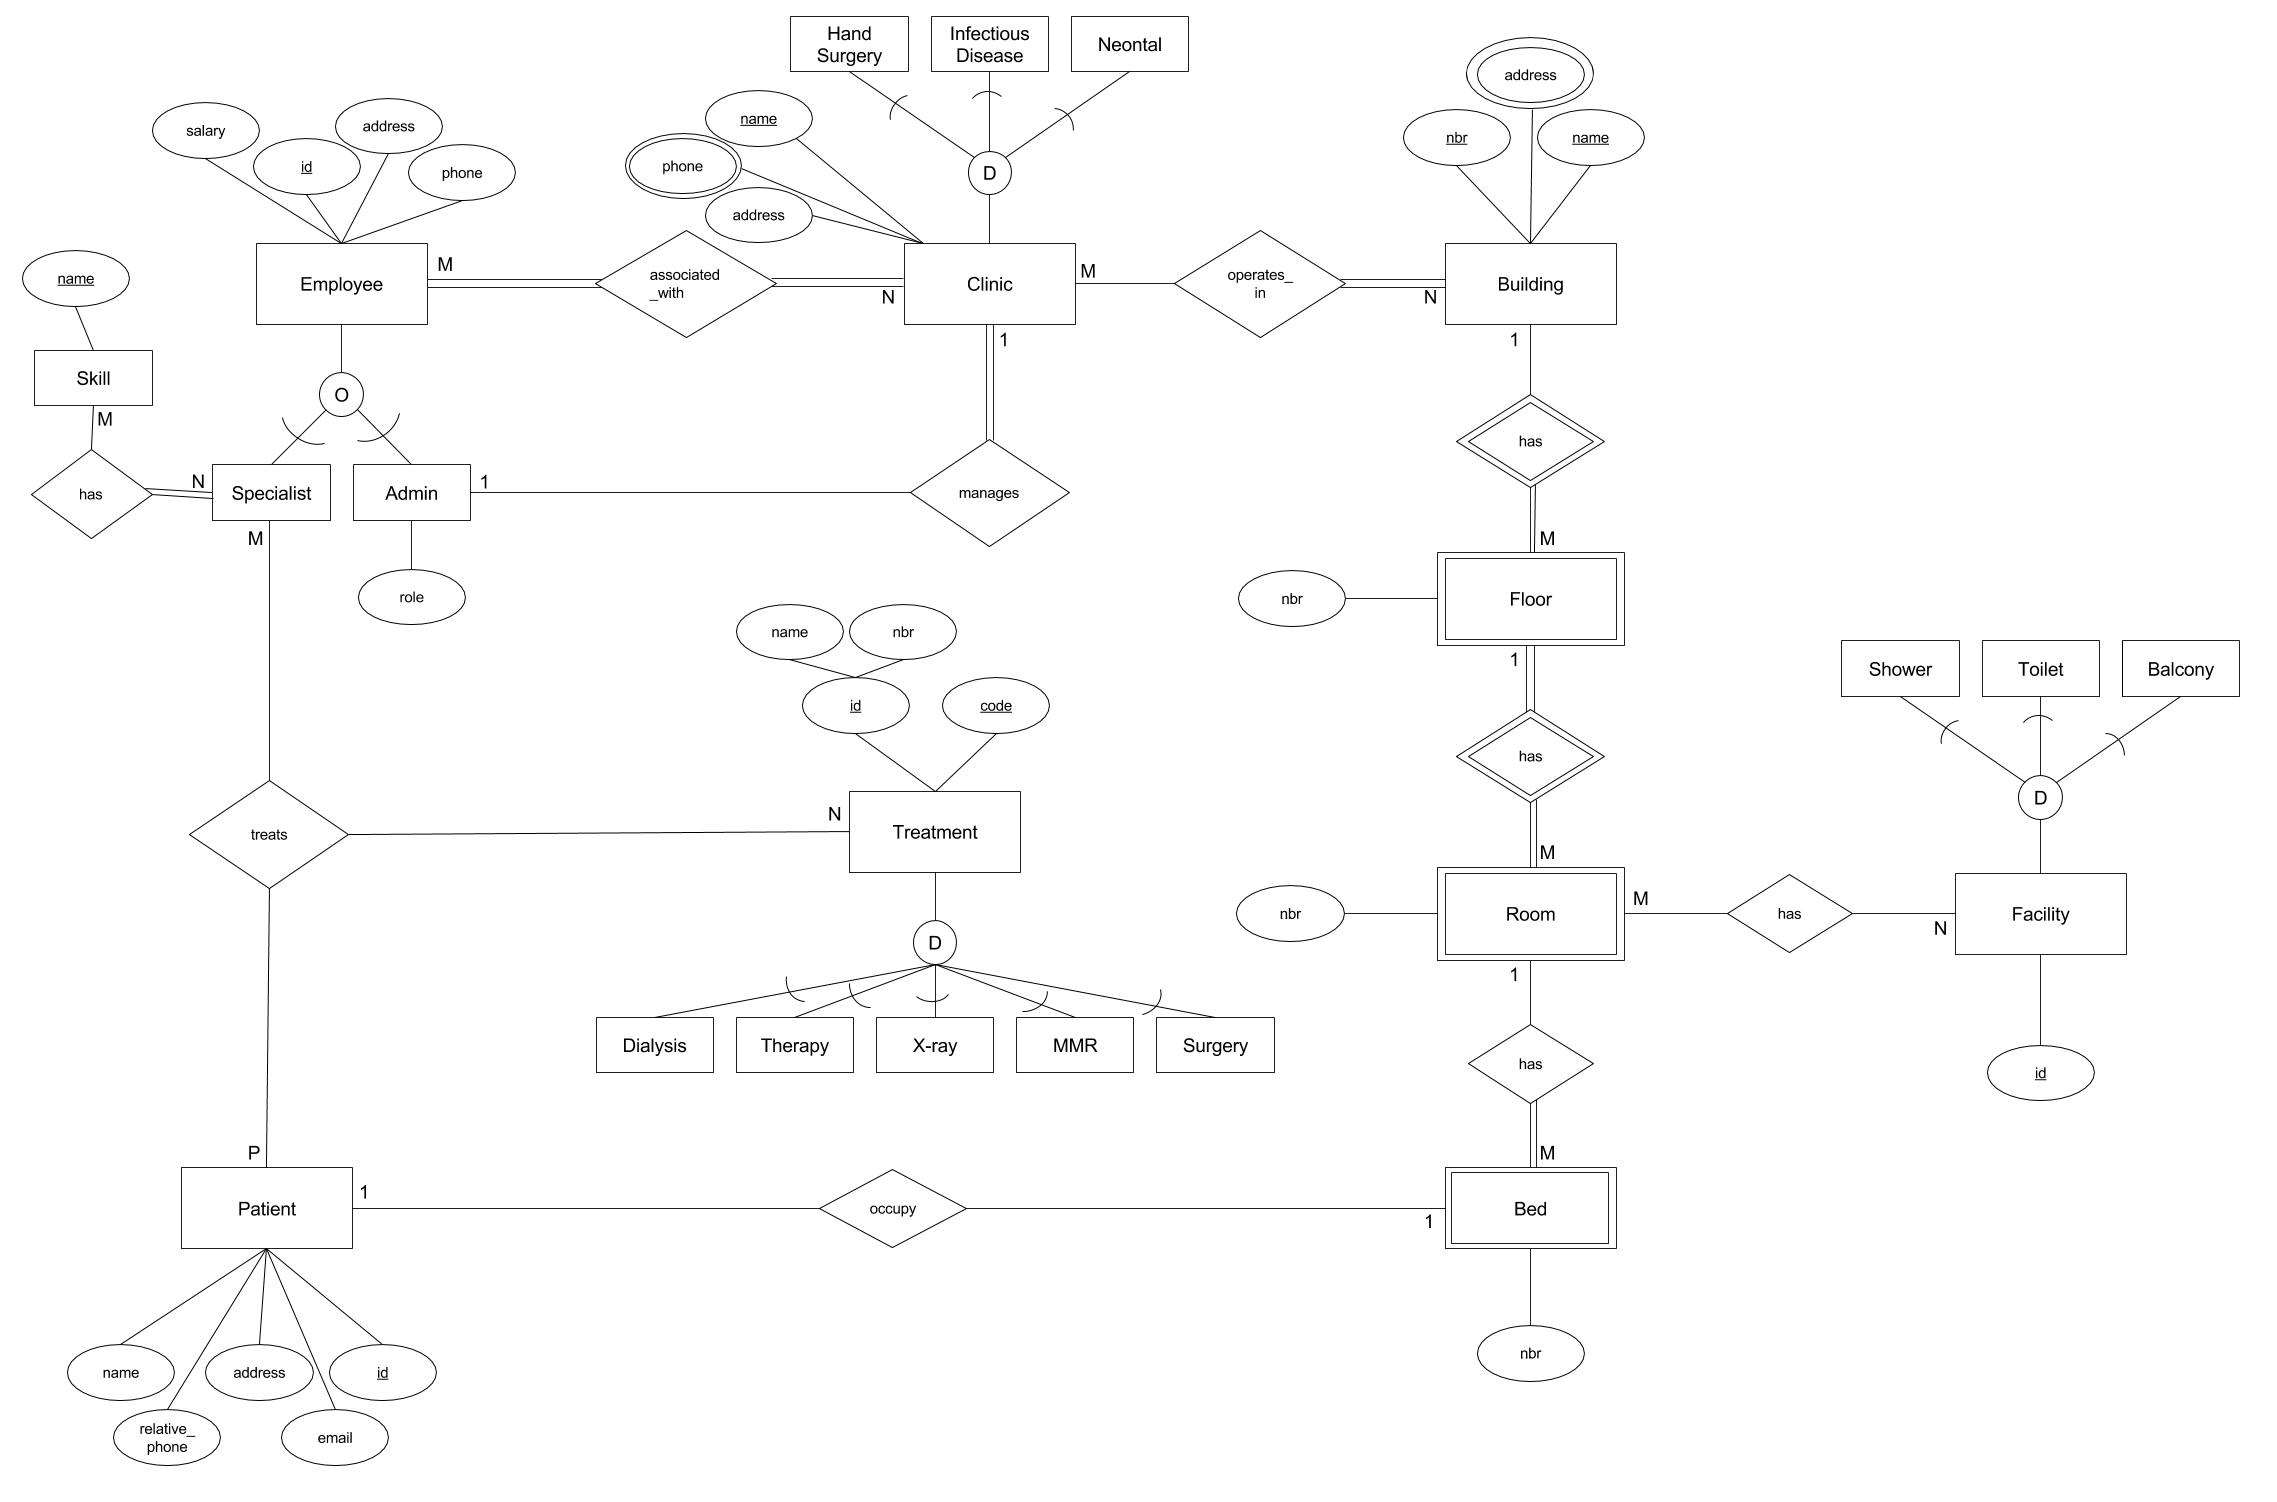 Hand
Surgery
Infectious
Disease
Neontal
address
salary
id
address
phone
name
phone
address
D
nbr
name
name
Employee
M
associated
_with
N
Clinic
M
operates_
in
N
Building
Skill
M
O
1
1
has
has
N
Specialist
Admin
1
manages
M
M
role
nbr
Floor
name
nbr
1
id
code
Shower
Toilet
Balcony
has
D
treats
N
Treatment
M
P
D
nbr
Room
M
has
N
Facility
1
Dialysis
Therapy
X-ray
MMR
Surgery
has
id
M
Patient
1
occupy
1
Bed
name
address
id
nbr
relative_
phone
email